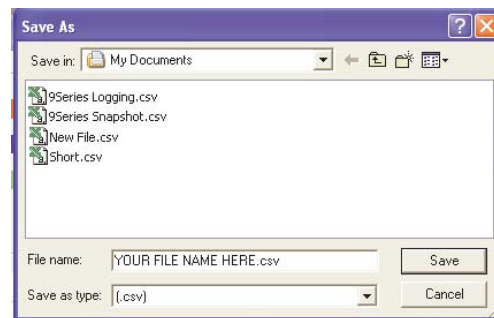 Save As
Save in: My Documents
9Series Logging.csv
9Series Snapshot.csv
New File.csv
Short.csv
File name: YOUR FILE NAME HERE.csv Save
Save as type: (.csv) Cancel